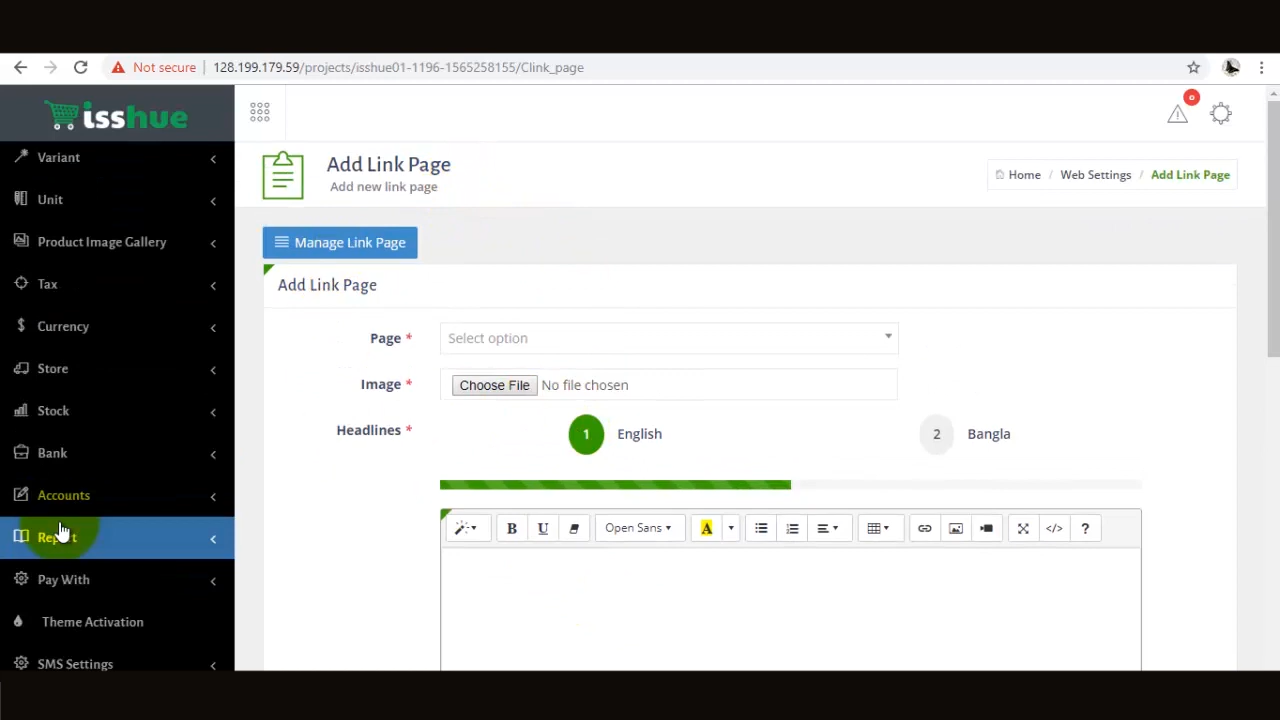 Not secure
128.199.179.59/projects/isshue01-1196-1565258155/Clink_page
isshue
Variant
Unit
Product Image Gallery
Tax
Currency
Store
Stock
Bank
Accounts
Report
Pay With
Theme Activation
SMS Settings
0
Add Link Page
Add new link page
Home / Web Settings / Add Link Page
Manage Link Page
Add Link Page
Page *
Select option
Image *
Choose File No file chosen
Headlines *
1 English
2 Bangla
B U Open Sans A </> ?